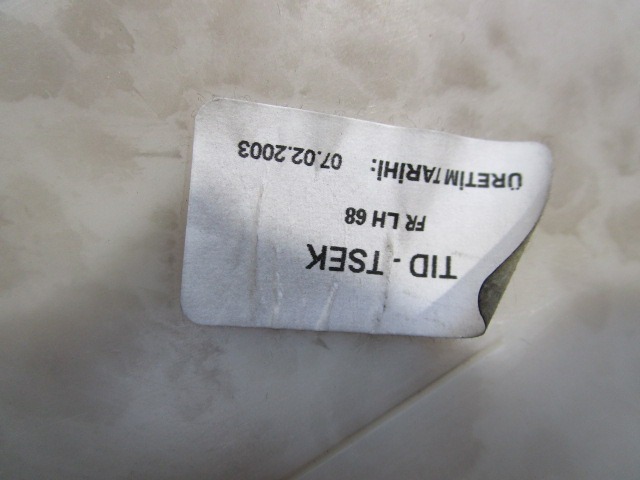 TID - TSEK
FR LH 68
ÜRETİM TARİHİ: 07.02.2003